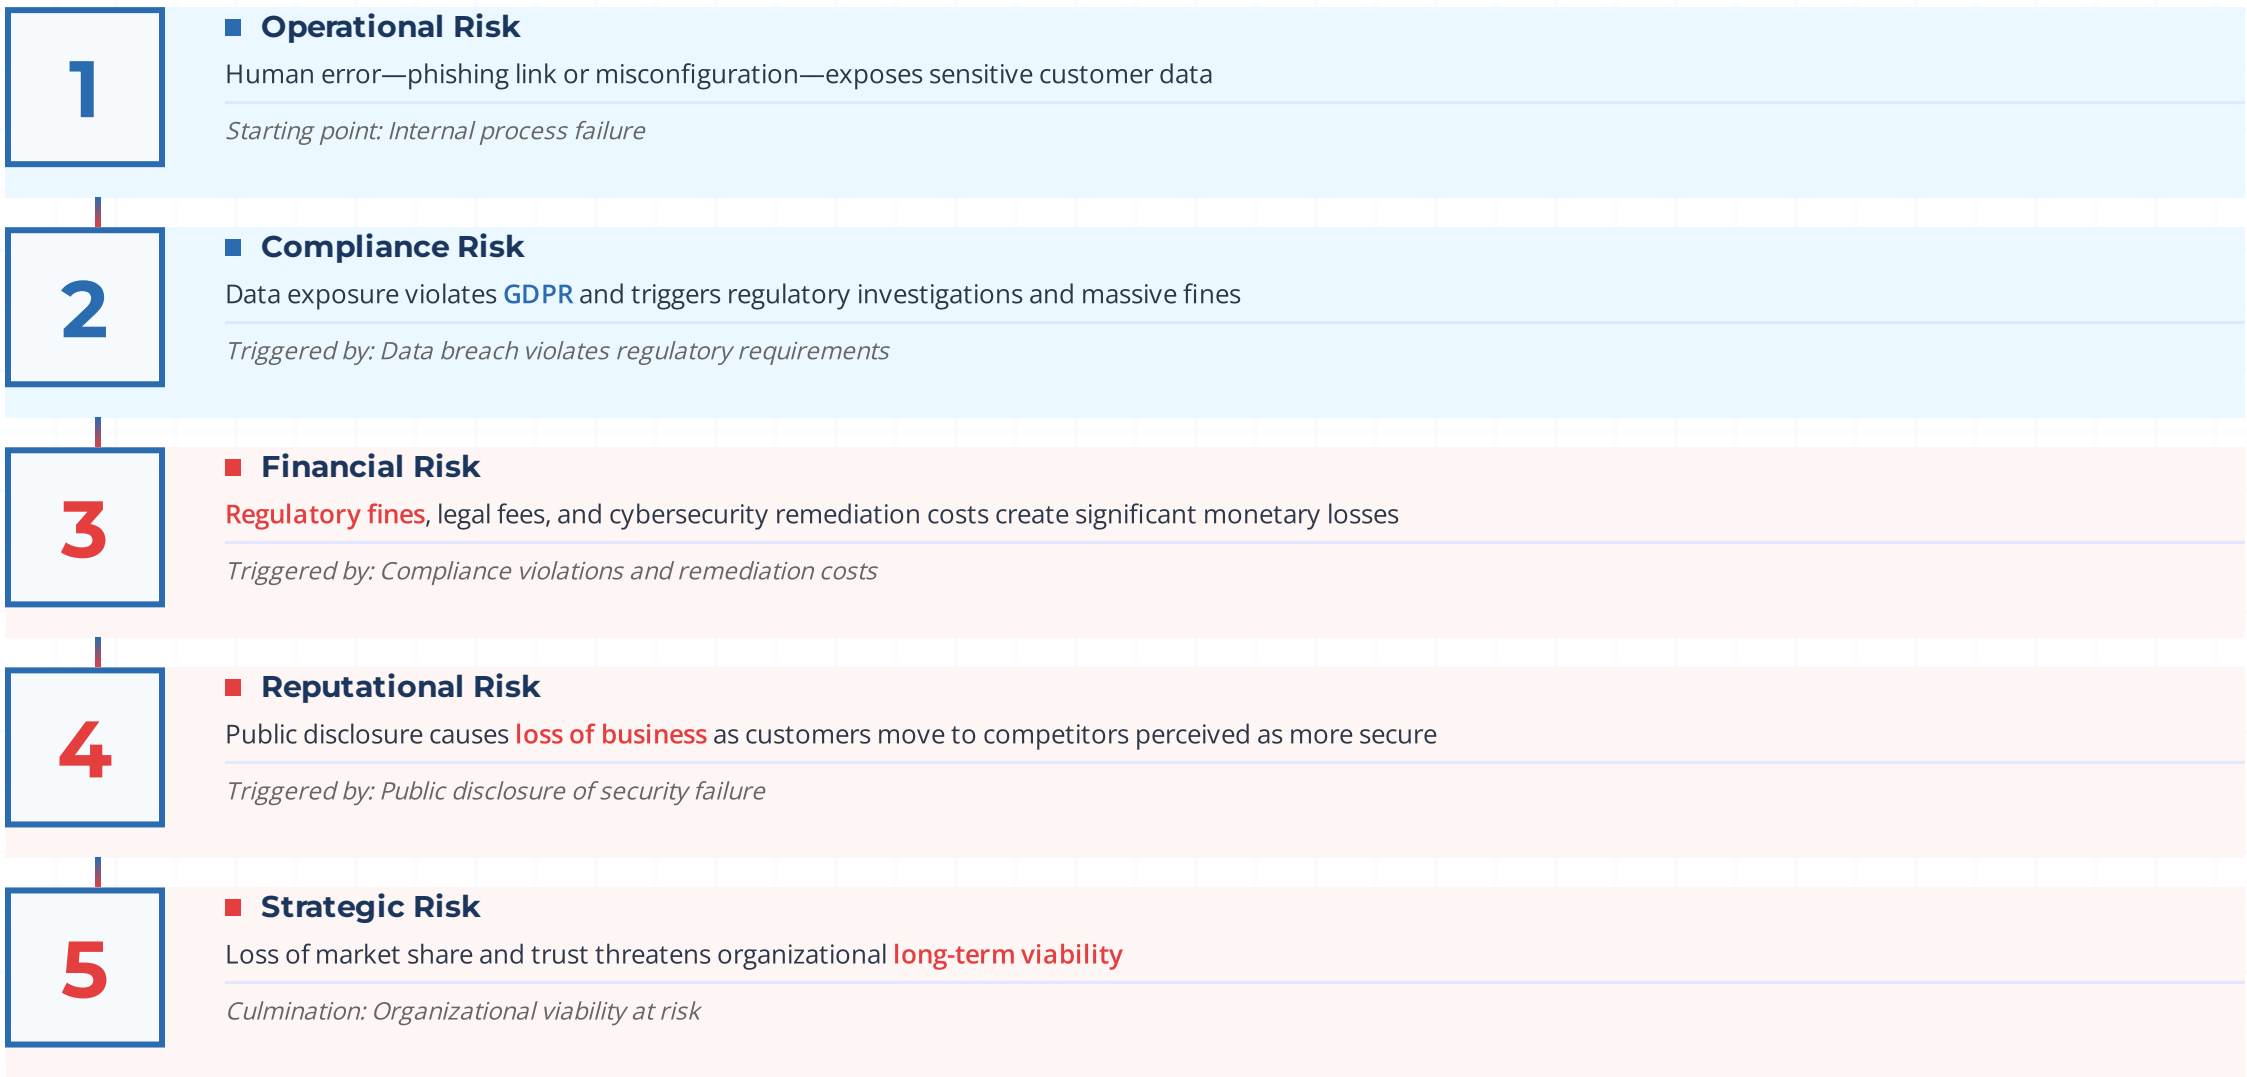 1
Operational Risk
Human error—phishing link or misconfiguration—exposes sensitive customer data
Starting point: Internal process failure
2
Compliance Risk
Data exposure violates GDPR and triggers regulatory investigations and massive fines
Triggered by: Data breach violates regulatory requirements
3
Financial Risk
Regulatory fines, legal fees, and cybersecurity remediation costs create significant monetary losses
Triggered by: Compliance violations and remediation costs
4
Reputational Risk
Public disclosure causes loss of business as customers move to competitors perceived as more secure
Triggered by: Public disclosure of security failure
5
Strategic Risk
Loss of market share and trust threatens organizational long-term viability
Culmination: Organizational viability at risk